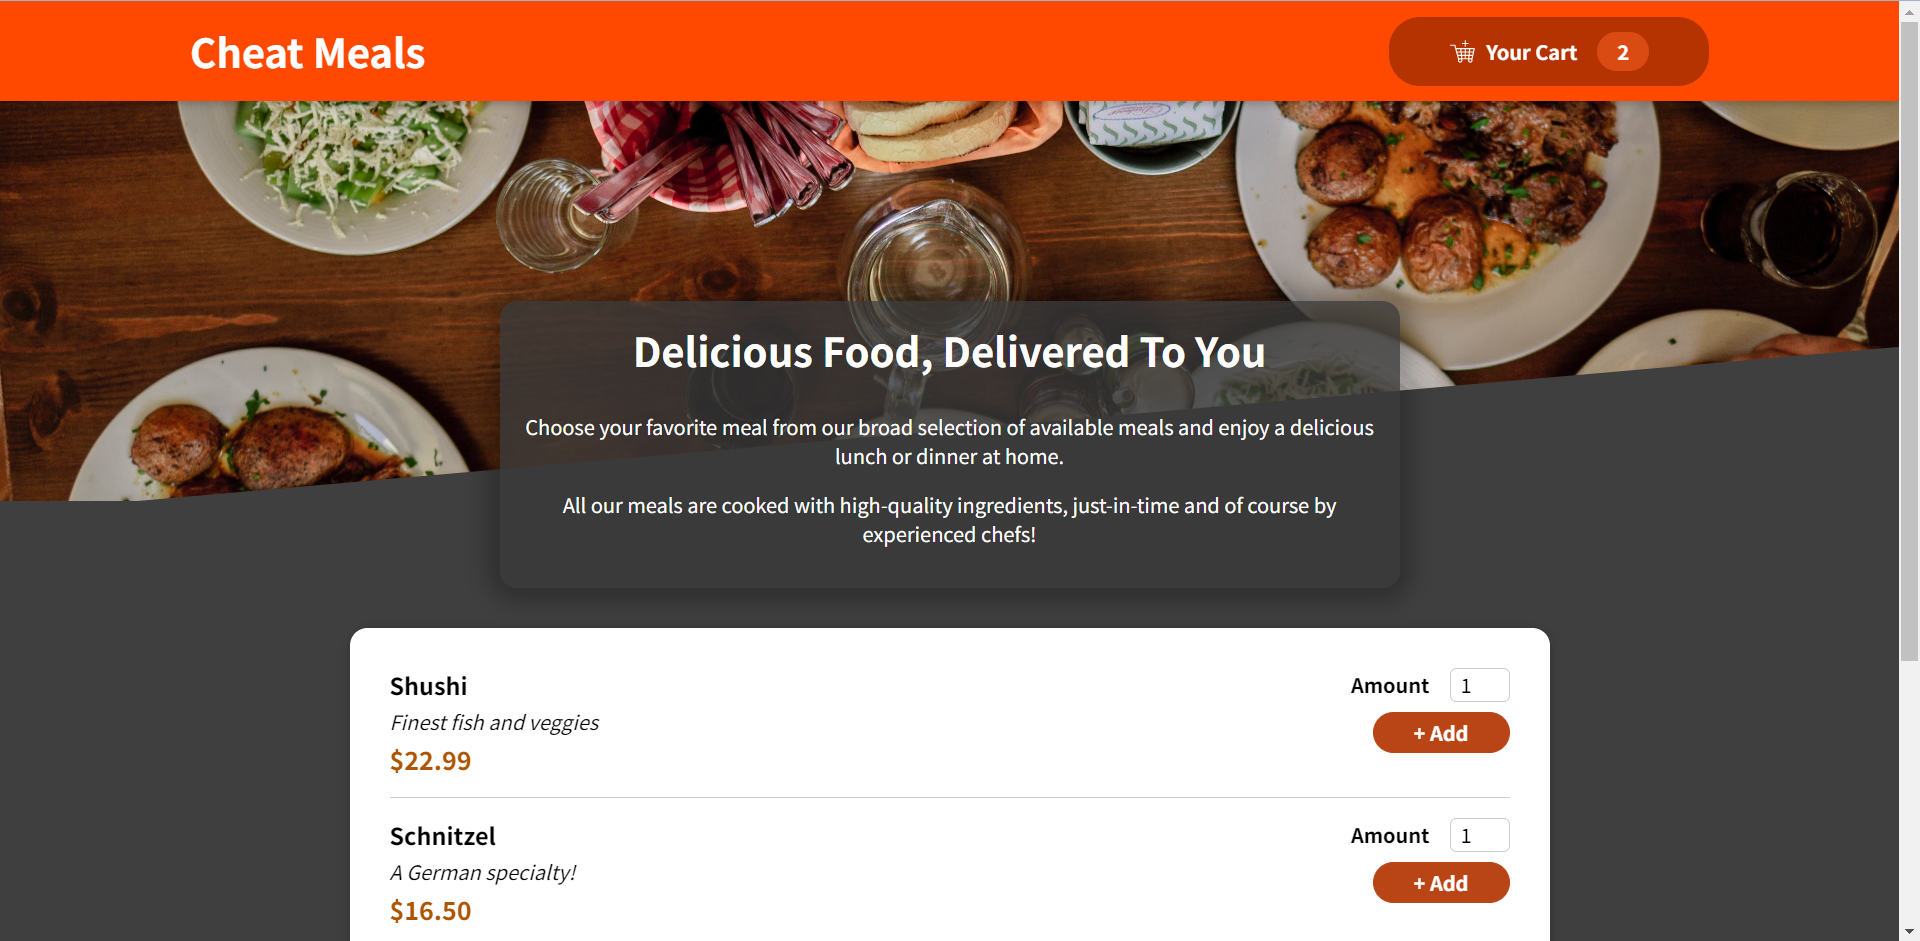 Cheat Meals
Your Cart 2
Delicious Food, Delivered To You
Choose your favorite meal from our broad selection of available meals and enjoy a delicious
lunch or dinner at home.
All our meals are cooked with high-quality ingredients, just-in-time and of course by
experienced chefs!
Shushi
Amount 1
Finest fish and veggies
+ Add
$22.99
Schnitzel
Amount 1
A German specialty!
+ Add
$16.50